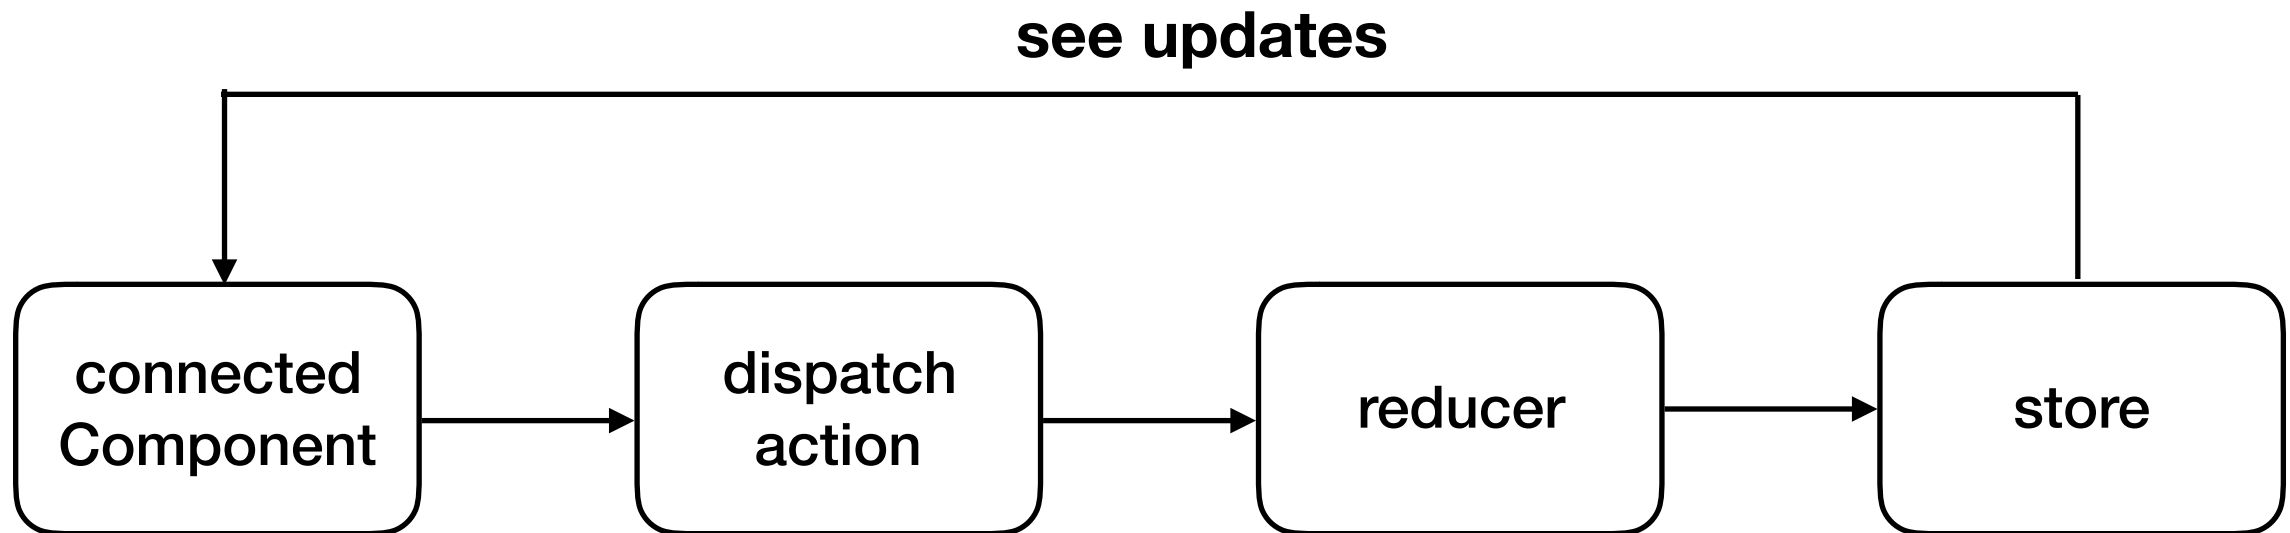 see updates
connected
Component
dispatch
action
reducer
store